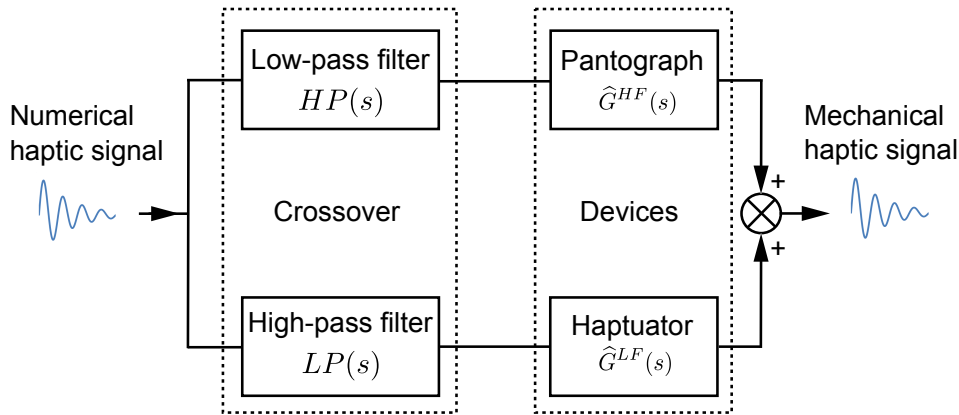 Low-pass filter
HP(s)
Pantograph
Ĝ^{HF}(s)
Numerical
haptic signal
Mechanical
haptic signal
+
Crossover
Devices
+
High-pass filter
LP(s)
Haptuator
Ĝ^{LF}(s)